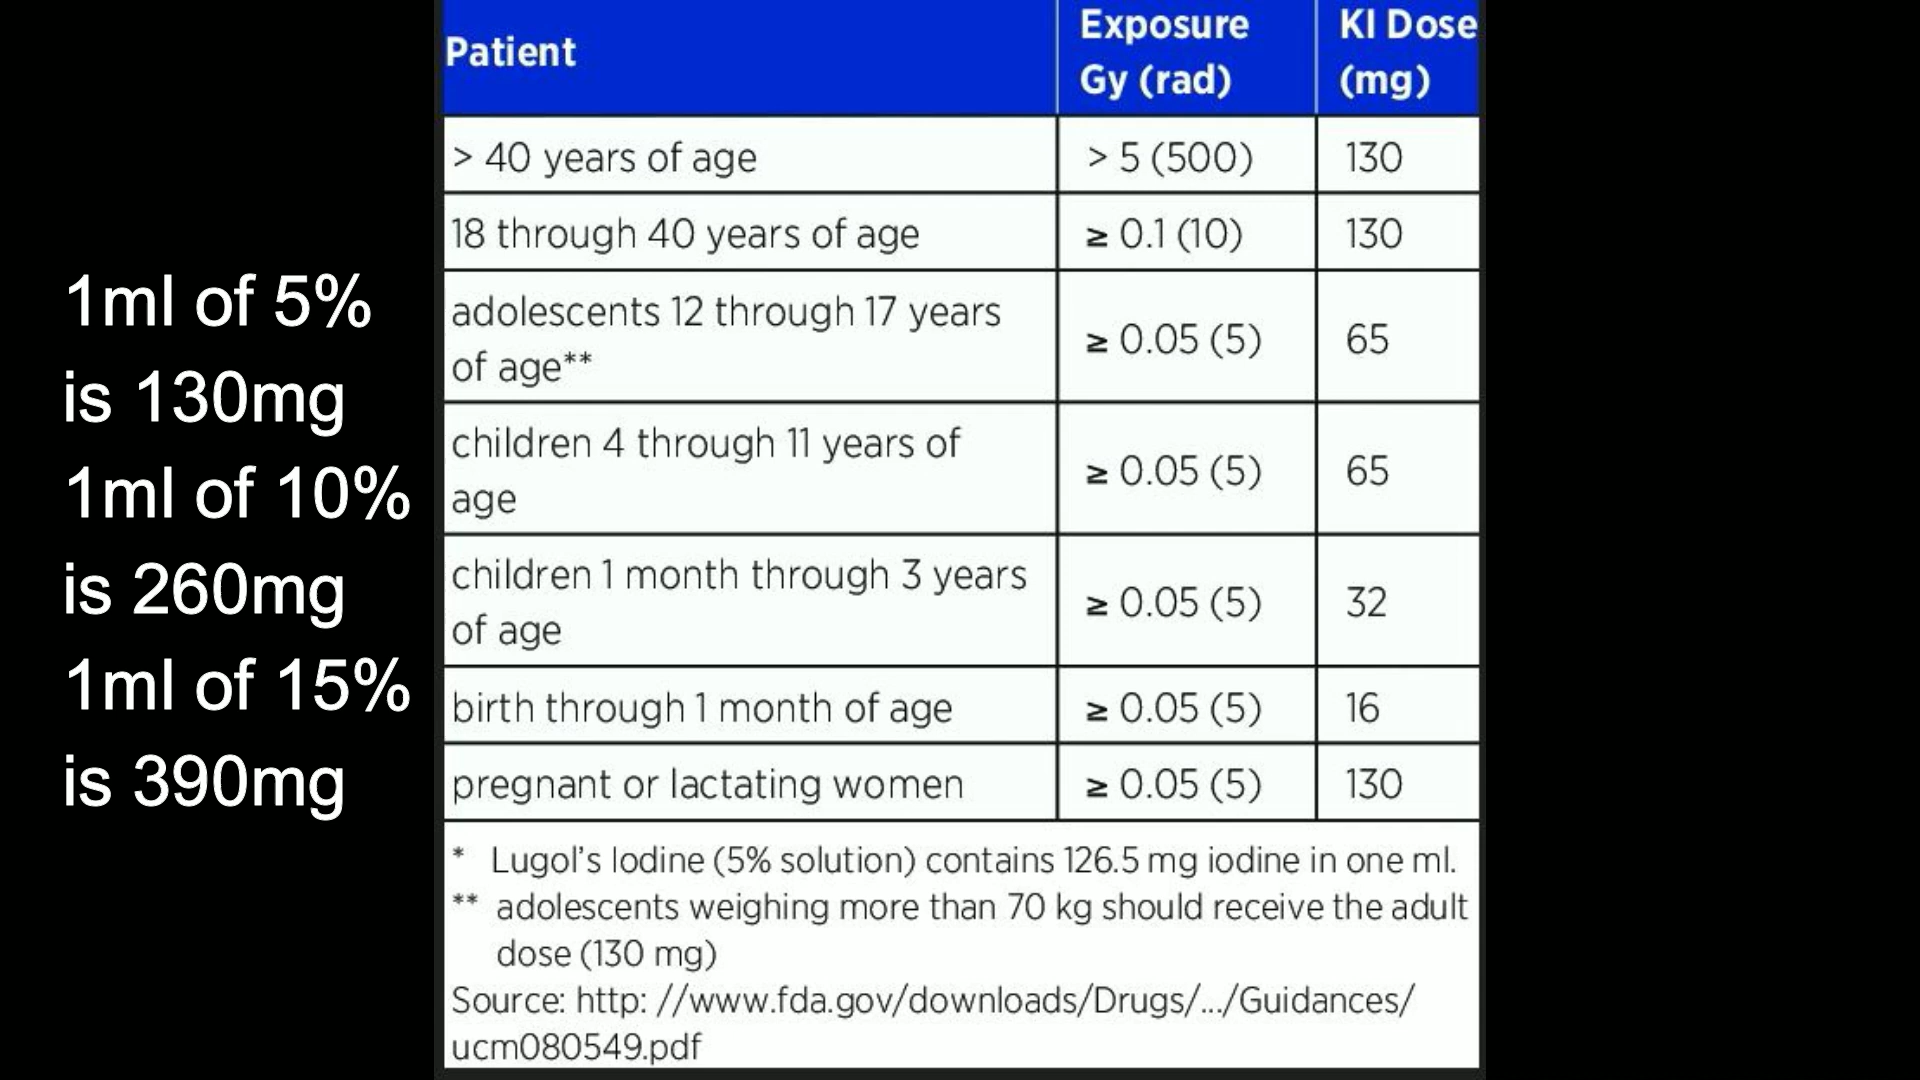 1ml of 5%
is 130mg
1ml of 10%
is 260mg
1ml of 15%
is 390mg
Patient
Exposure
Gy (rad)
KI Dose
(mg)
> 40 years of age
> 5 (500)
130
18 through 40 years of age
≥ 0.1 (10)
130
adolescents 12 through 17 years
of age**
≥ 0.05 (5)
65
children 4 through 11 years of
age
≥ 0.05 (5)
65
children 1 month through 3 years
of age
≥ 0.05 (5)
32
birth through 1 month of age
≥ 0.05 (5)
16
pregnant or lactating women
≥ 0.05 (5)
130
* Lugol's Iodine (5% solution) contains 126.5 mg iodine in one ml.
** adolescents weighing more than 70 kg should receive the adult
dose (130 mg)
Source: http: //www.fda.gov/downloads/Drugs/.../Guidances/
ucm080549.pdf